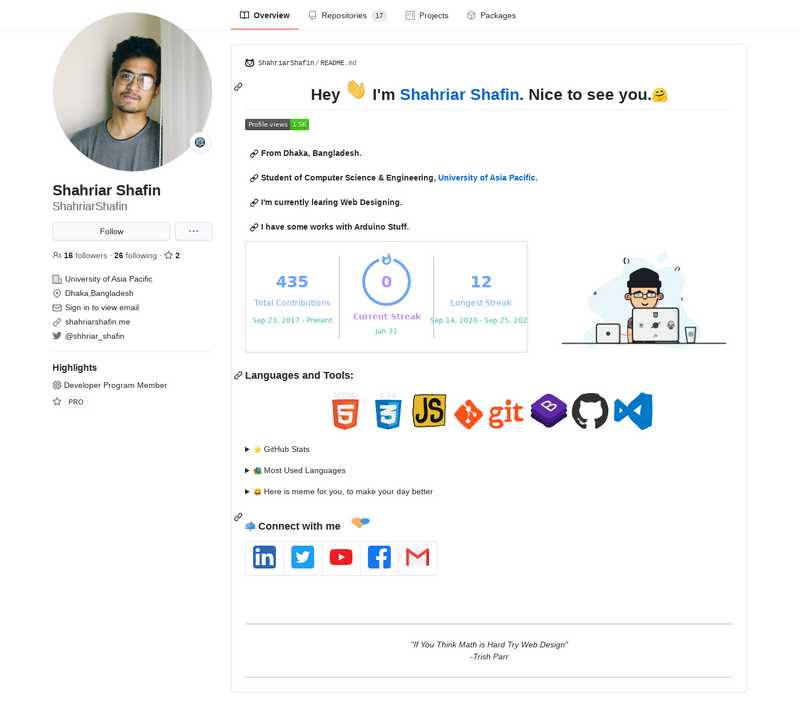 Overview
Repositories 17
Projects
Packages
Shahriar Shafin
ShahriarShafin
Follow
16 followers · 26 following · 2
University of Asia Pacific
Dhaka,Bangladesh
Sign in to view email
shahriarshafin.me
@shhriar_shafin
Highlights
Developer Program Member
PRO
ShahriarShafin/README.md
Hey I'm Shahriar Shafin. Nice to see you.
Profile views 1.5K
From Dhaka, Bangladesh.
Student of Computer Science & Engineering, University of Asia Pacific.
I'm currently learing Web Designing.
I have some works with Arduino Stuff.
435
Total Contributions
Sep 23, 2017 - Present
0
Current Streak
Jan 31
12
Longest Streak
Sep 14, 2020 - Sep 25, 202
Languages and Tools:
HTML 5
CSS 3
JS
git
B
GitHub Stats
Most Used Languages
Here is meme for you, to make your day better
Connect with me
in
f
"If You Think Math is Hard Try Web Design"
-Trish Parr